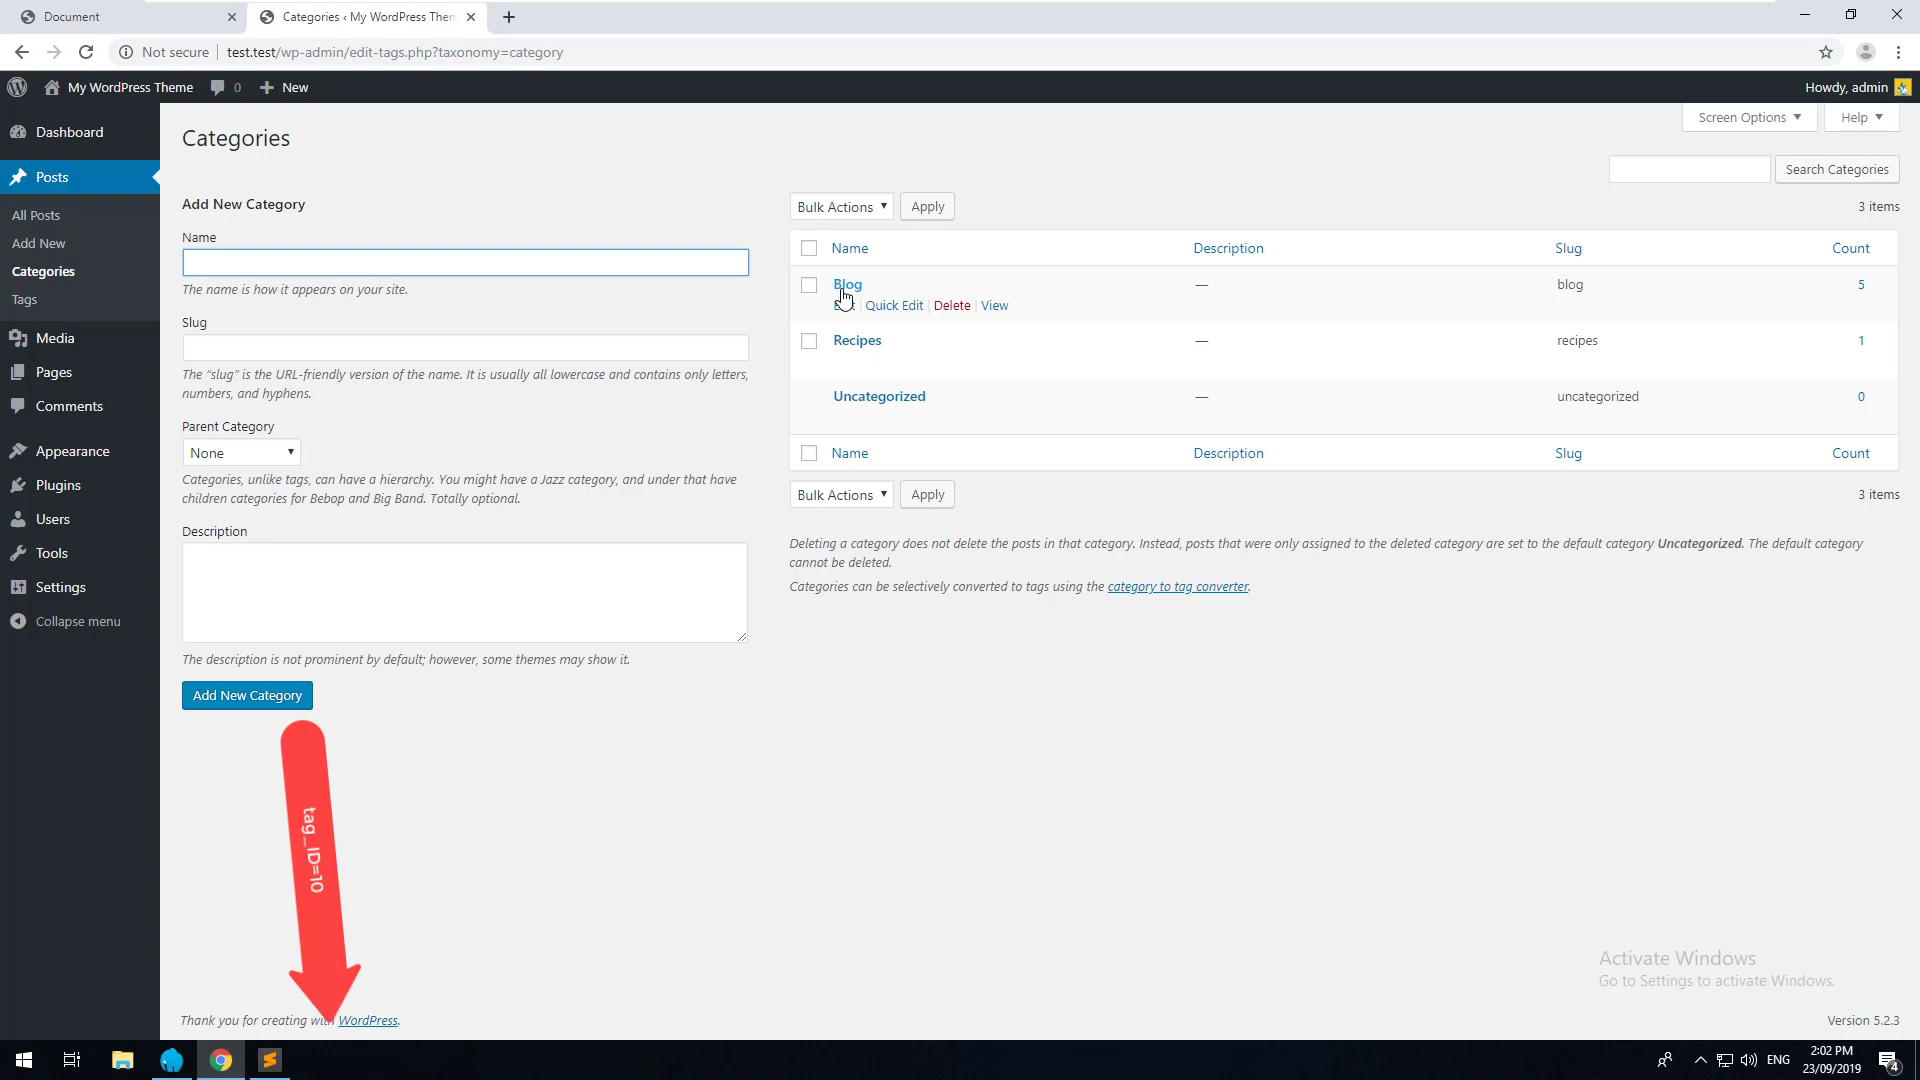 Document
Categories ‹ My WordPress Them
Not secure
test.test/wp-admin/edit-tags.php?taxonomy=category
My WordPress Theme
0
New
Howdy, admin
Dashboard
Posts
All Posts
Add New
Categories
Tags
Media
Pages
Comments
Appearance
Plugins
Users
Tools
Settings
Collapse menu
Screen Options
Help
Categories
Search Categories
Add New Category
Name
The name is how it appears on your site.
Slug
The “slug” is the URL-friendly version of the name. It is usually all lowercase and contains only letters,
numbers, and hyphens.
Parent Category
None
Categories, unlike tags, can have a hierarchy. You might have a Jazz category, and under that have
children categories for Bebop and Big Band. Totally optional.
Description
The description is not prominent by default; however, some themes may show it.
Add New Category
tag_ID=10
Bulk Actions Apply 3 items
Name Description Slug Count
Blog — blog 5
Quick Edit | Delete | View
Recipes — recipes 1
Uncategorized — uncategorized 0
Name Description Slug Count
Bulk Actions Apply 3 items
Deleting a category does not delete the posts in that category. Instead, posts that were only assigned to the deleted category are set to the default category Uncategorized. The default category
cannot be deleted.
Categories can be selectively converted to tags using the category to tag converter.
Activate Windows
Go to Settings to activate Windows.
Thank you for creating with WordPress.
Version 5.2.3
ENG
2:02 PM
23/09/2019
4